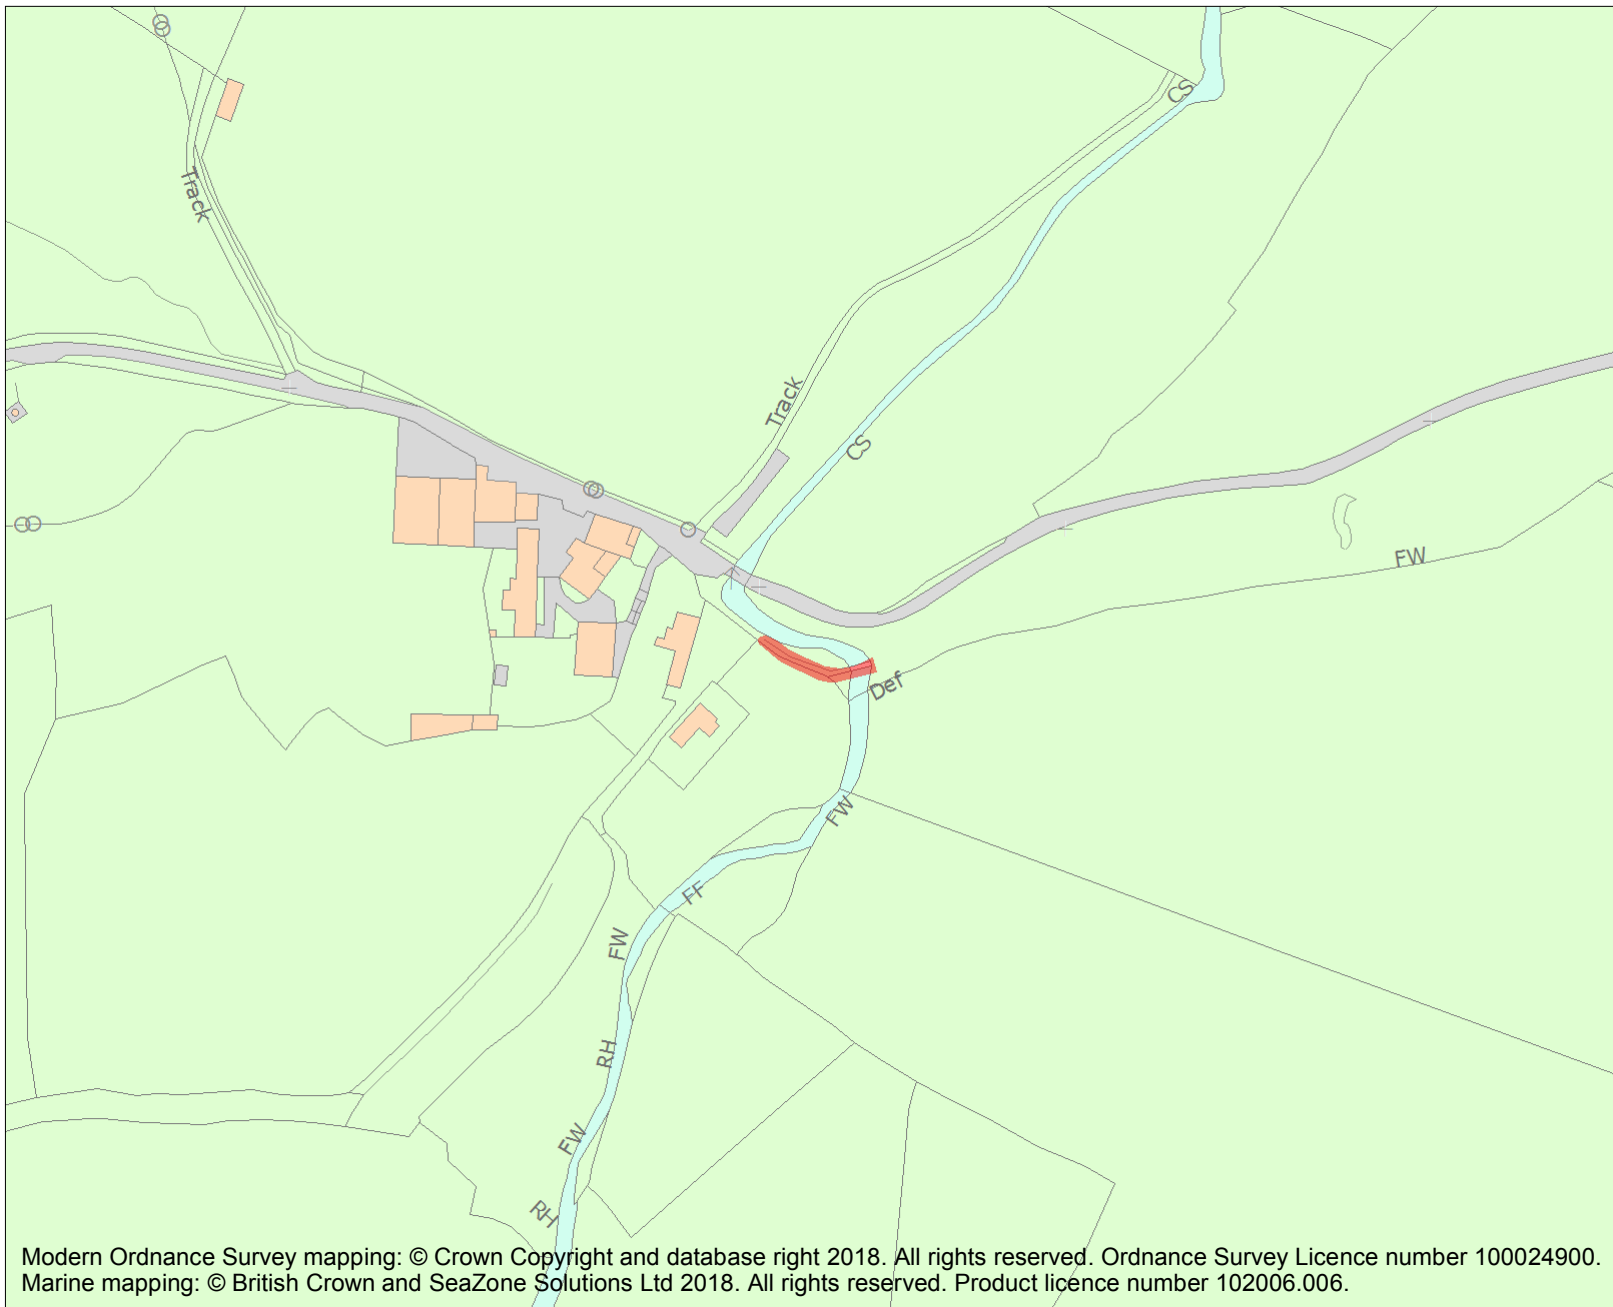 CS
Track
Track
CS
FW
Def
FW
FF
FW
RH
FW
RH
Modern Ordnance Survey mapping: © Crown Copyright and database right 2018. All rights reserved. Ordnance Survey Licence number 100024900.
Marine mapping: © British Crown and SeaZone Solutions Ltd 2018. All rights reserved. Product licence number 102006.006.